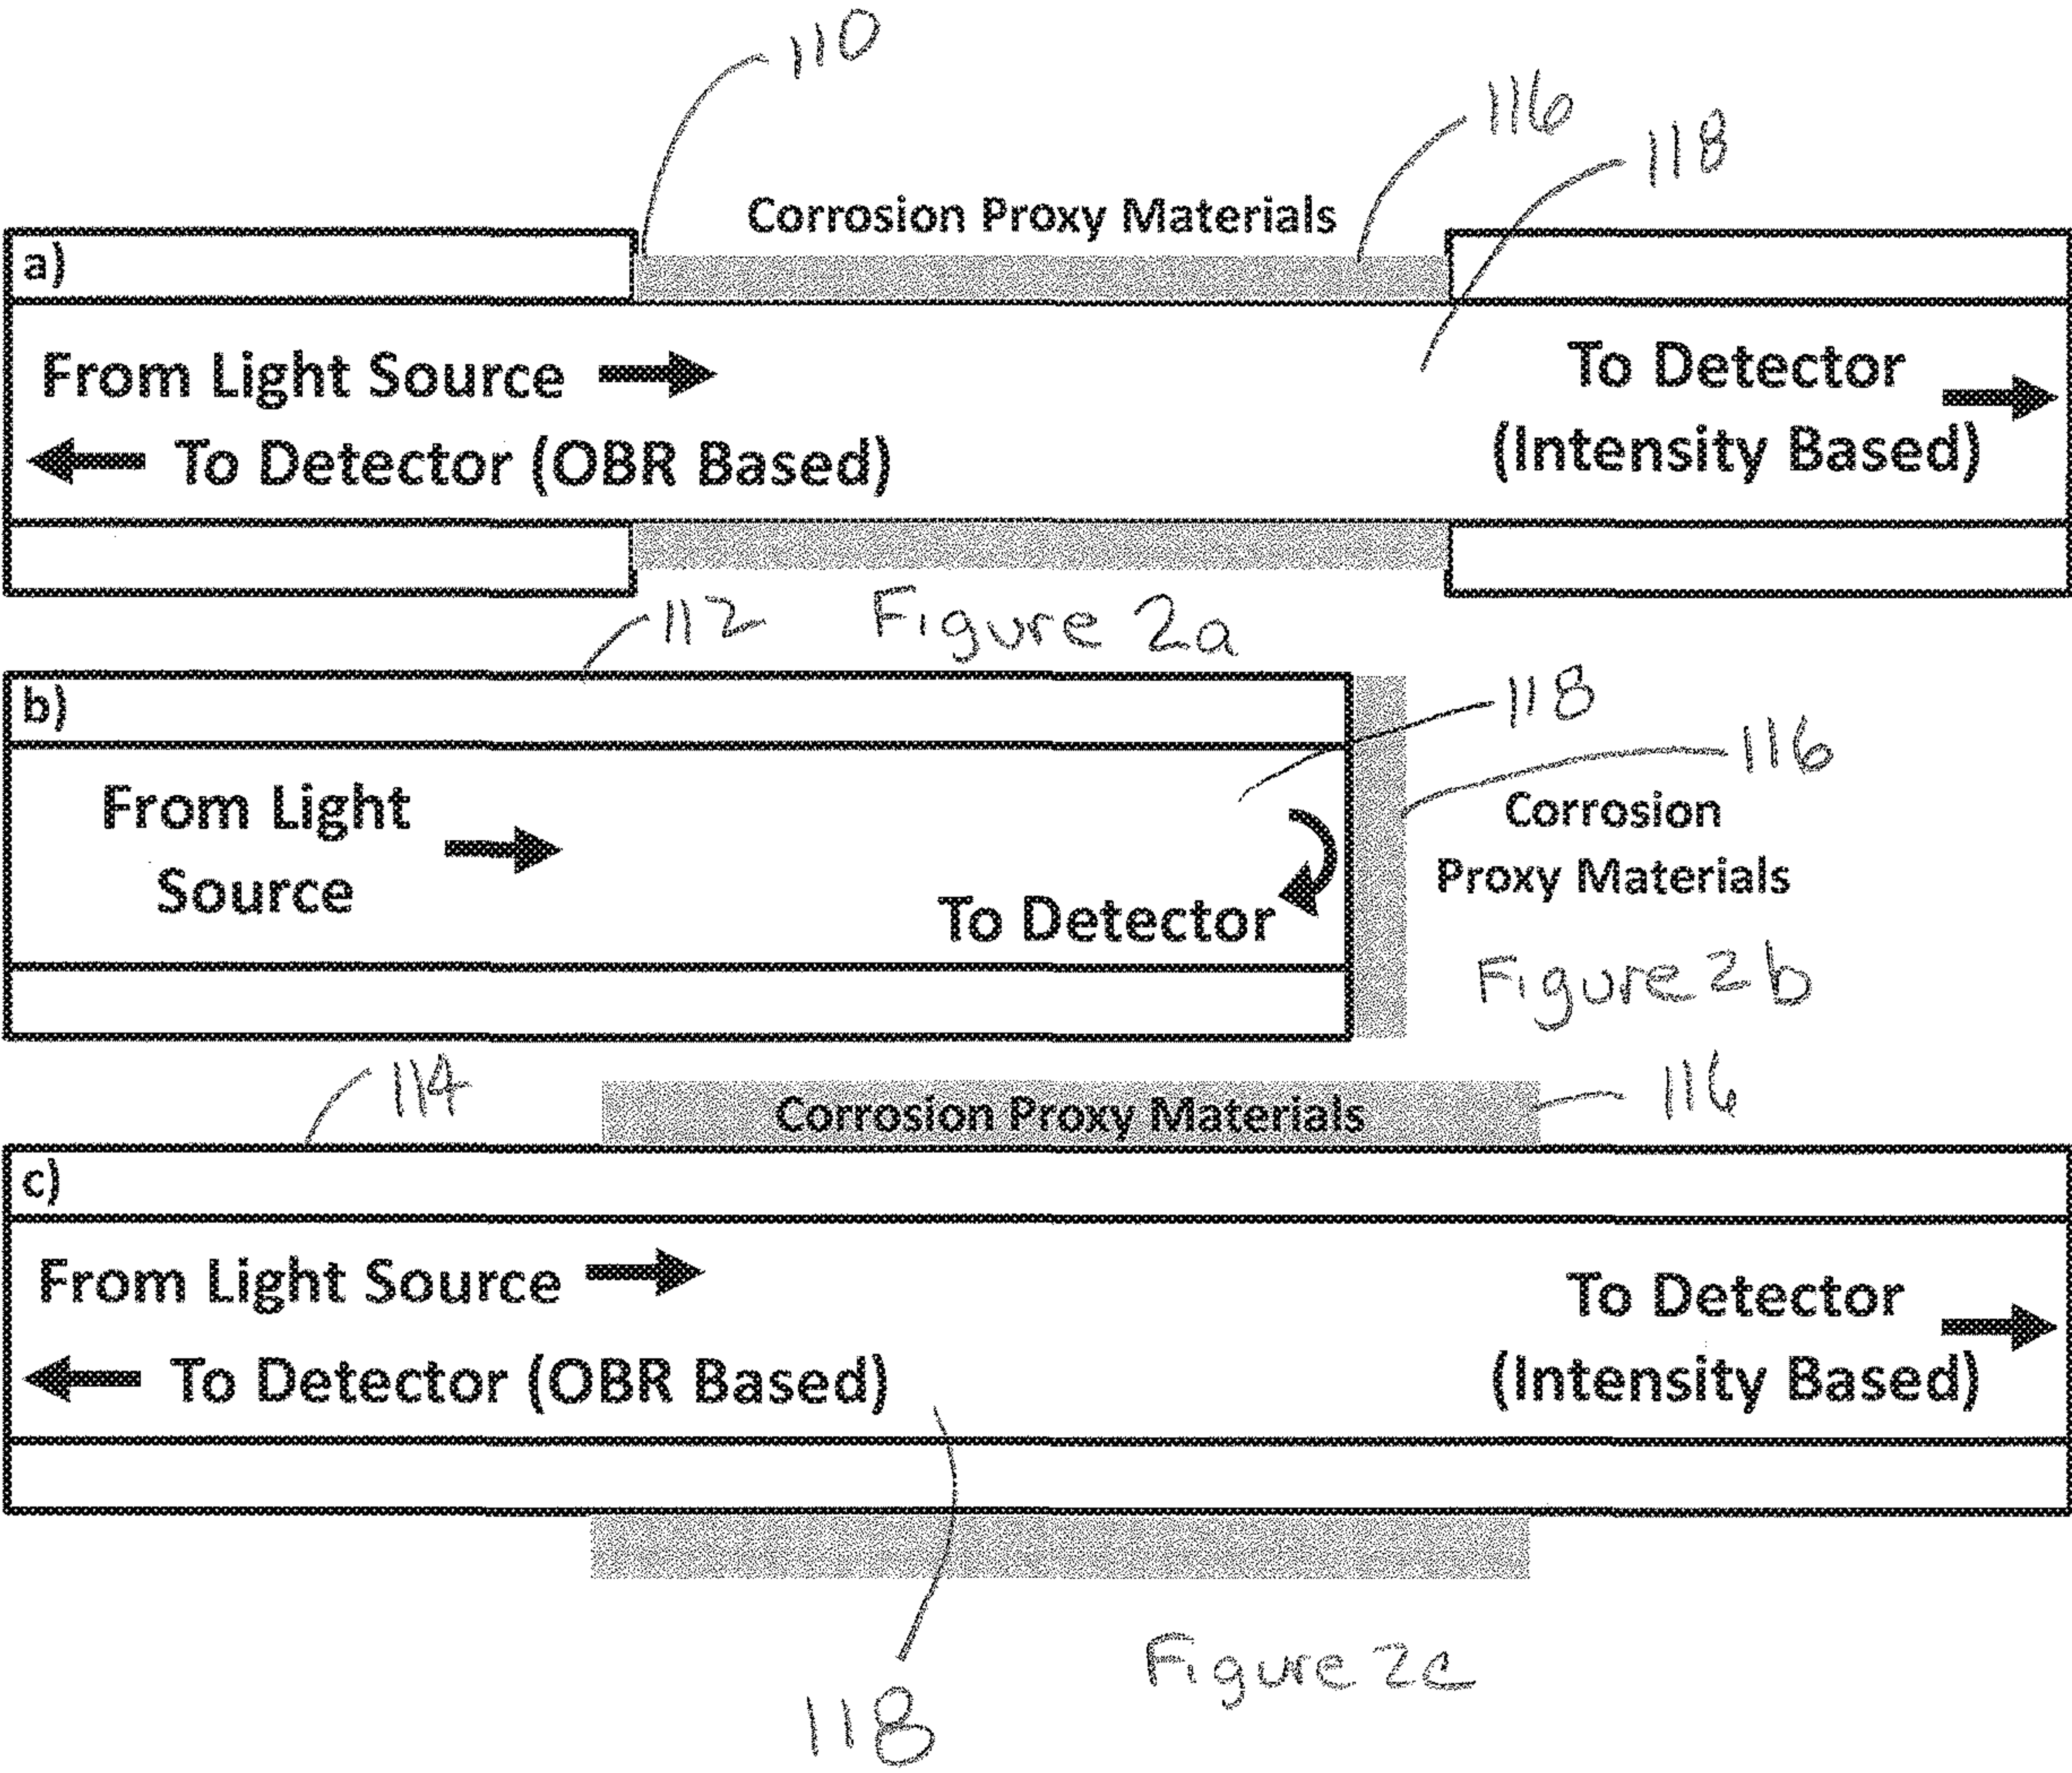 110
116
118
Corrosion Proxy Materials
a)
From Light Source
To Detector
(Intensity Based)
To Detector (OBR Based)
112
Figure 2a
b)
118
116
From Light
Source
Corrosion
Proxy Materials
To Detector
Figure 2b
114
116
Corrosion Proxy Materials
c)
From Light Source
To Detector
(Intensity Based)
To Detector (OBR Based)
118
Figure 2c